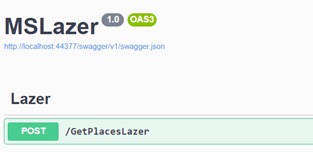 MSLazer 1.0 OAS3
http://localhost:44377/swagger/v1/swagger.json
Lazer
POST /GetPlacesLazer